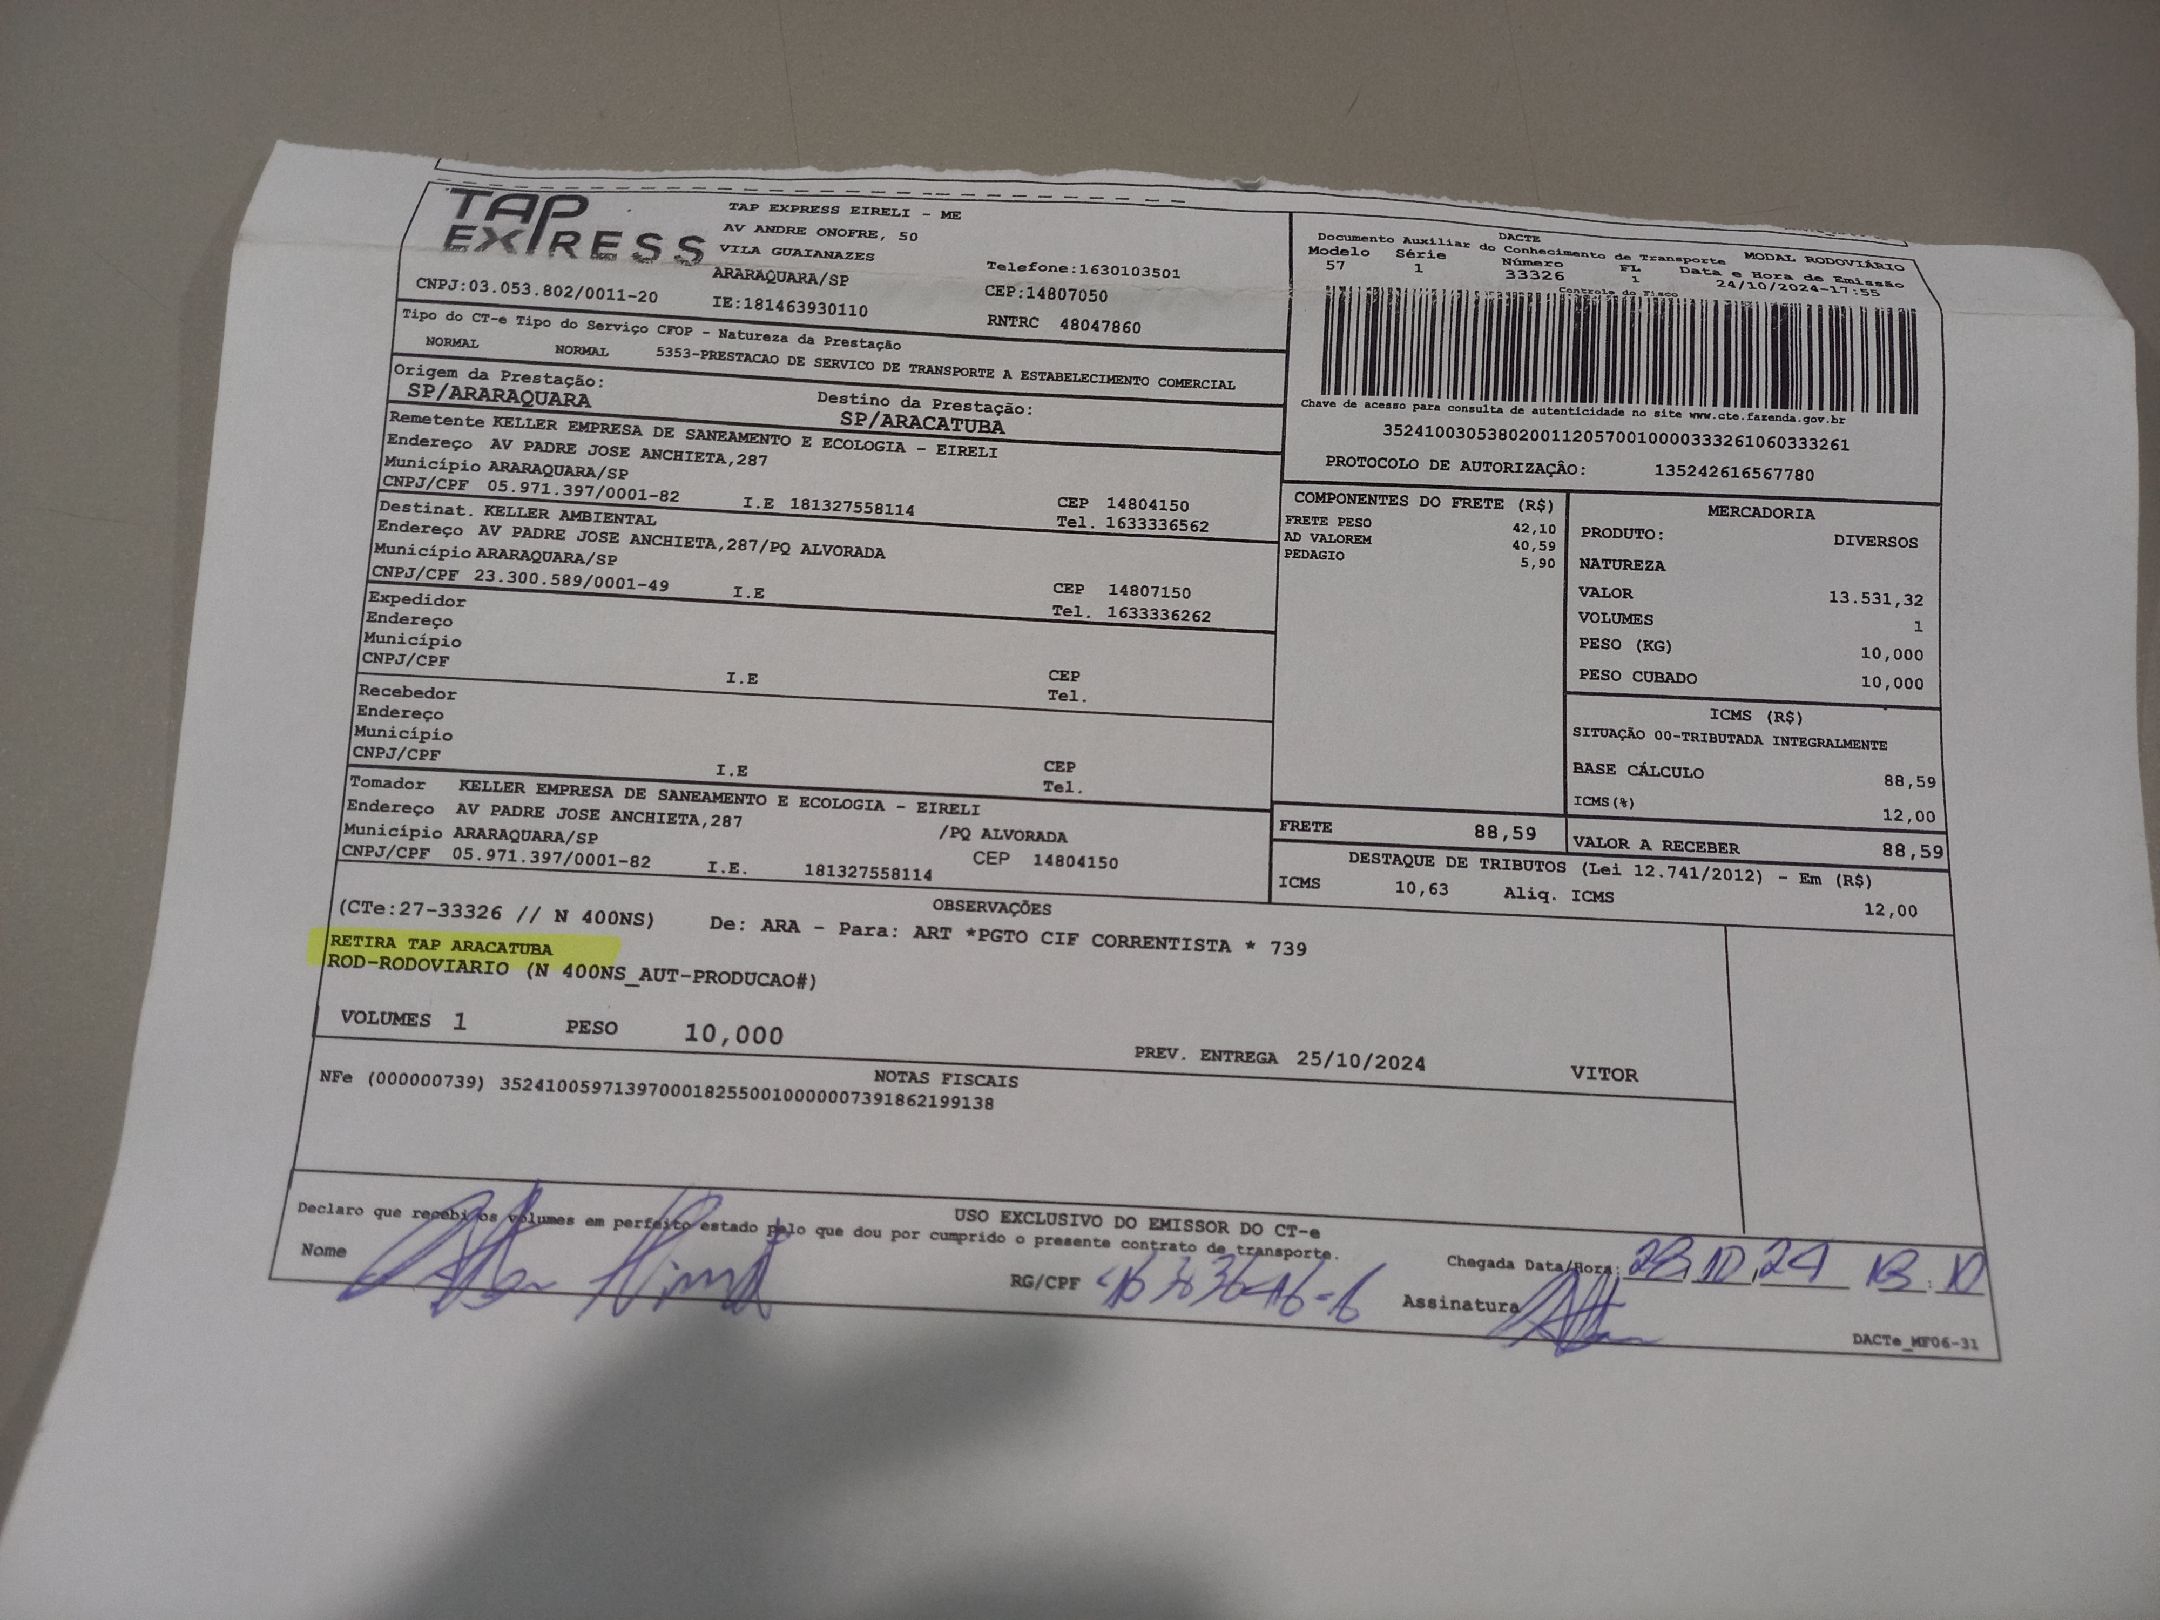 TAP EXPRESS
TAP EXPRESS EIRELI - ME
AV ANDRE ONOFRE, 50
VILA GUAIANAZES
ARARAQUARA/SP
Telefone:1630103501
CNPJ:03.053.802/0011-20
IE:181463930110
CEP:14807050
RNTRC 48047860
DACTE
MODAL RODOVIÁRIO
Documento Auxiliar do Conhecimento de Transporte
Modelo Série Número FL Data e Hora de Emissão
57 1 33326 1 24/10/2024-17:55
Controle do Fisco
Chave de acesso para consulta de autenticidade no site www.cte.fazenda.gov.br
35241003053802001120570010000333261060333261
PROTOCOLO DE AUTORIZAÇÃO: 135242616567780
Tipo do CT-e Tipo do Serviço CFOP - Natureza da Prestação
NORMAL NORMAL 5353-PRESTACAO DE SERVICO DE TRANSPORTE A ESTABELECIMENTO COMERCIAL
Origem da Prestação: Destino da Prestação:
SP/ARARAQUARA SP/ARACATUBA
Remetente KELLER EMPRESA DE SANEAMENTO E ECOLOGIA - EIRELI
Endereço AV PADRE JOSE ANCHIETA,287
Município ARARAQUARA/SP CEP 14804150
CNPJ/CPF 05.971.397/0001-82 I.E 181327558114 Tel. 1633336562
Destinat. KELLER AMBIENTAL
Endereço AV PADRE JOSE ANCHIETA,287/PQ ALVORADA
Município ARARAQUARA/SP CEP 14807150
CNPJ/CPF 23.300.589/0001-49 I.E Tel. 1633336262
Expedidor
Endereço
Município CEP
CNPJ/CPF I.E Tel.
Recebedor
Endereço
Município CEP
CNPJ/CPF I.E Tel.
Tomador KELLER EMPRESA DE SANEAMENTO E ECOLOGIA - EIRELI
Endereço AV PADRE JOSE ANCHIETA,287 /PQ ALVORADA
Município ARARAQUARA/SP CEP 14804150
CNPJ/CPF 05.971.397/0001-82 I.E. 181327558114
COMPONENTES DO FRETE (R$)
FRETE PESO 42,10
AD VALOREM 40,59
PEDAGIO 5,90
MERCADORIA
PRODUTO: DIVERSOS
NATUREZA
VALOR 13.531,32
VOLUMES 1
PESO (KG) 10,000
PESO CUBADO 10,000
ICMS (R$)
SITUAÇÃO 00-TRIBUTADA INTEGRALMENTE
BASE CÁLCULO 88,59
ICMS(%) 12,00
FRETE 88,59 VALOR A RECEBER 88,59
DESTAQUE DE TRIBUTOS (Lei 12.741/2012) - Em (R$)
ICMS 10,63 Aliq. ICMS 12,00
OBSERVAÇÕES
(CTe:27-33326 // N 400NS) De: ARA - Para: ART *PGTO CIF CORRENTISTA * 739
RETIRA TAP ARACATUBA
ROD-RODOVIARIO (N 400NS_AUT-PRODUCAO#)
VOLUMES 1 PESO 10,000 PREV. ENTREGA 25/10/2024 VITOR
NOTAS FISCAIS
NFe (000000739) 35241005971397000182550010000007391862199138
USO EXCLUSIVO DO EMISSOR DO CT-e
Declaro que recebi os volumes em perfeito estado pelo que dou por cumprido o presente contrato de transporte.
Nome RG/CPF Assinatura
Chegada Data/Hora: 28 10 24
DACTe_MF06-31